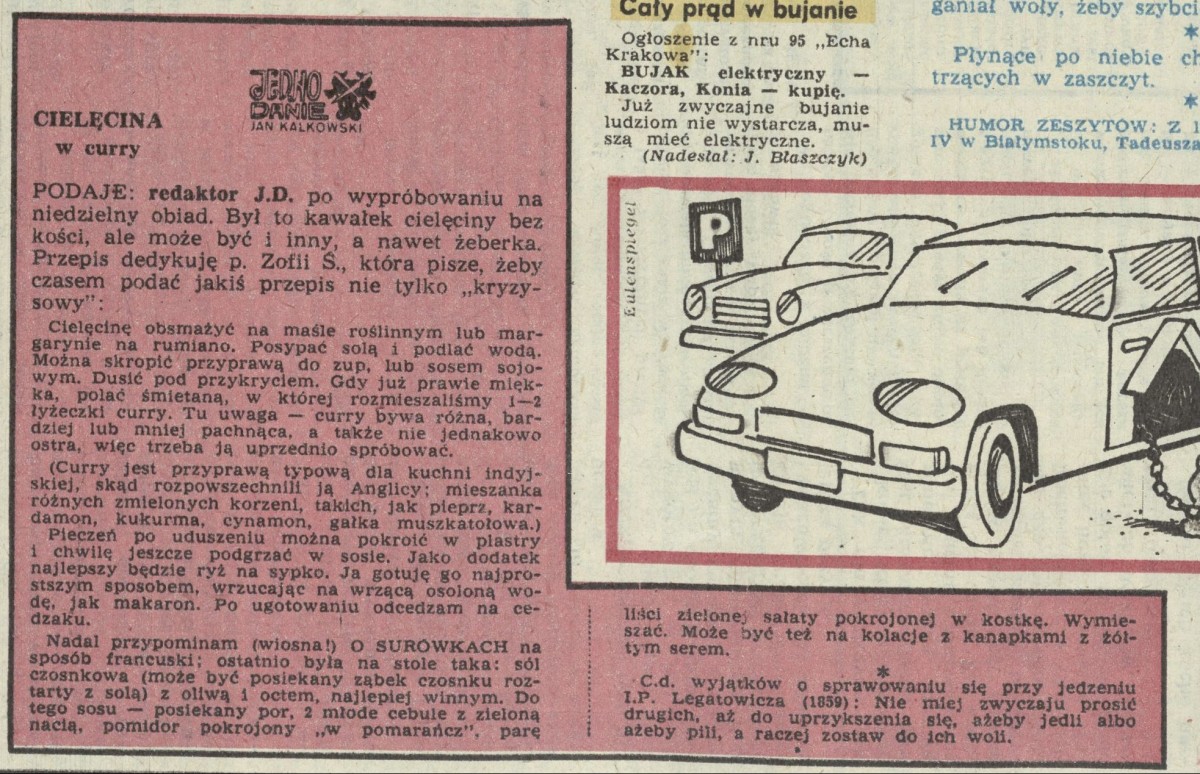 JEDNO
DANIE
JAN KALKOWSKI
CIELĘCINA
w curry
PODAJE: redaktor J.D. po wypróbowaniu na
niedzielny obiad. Był to kawałek cielęciny bez
kości, ale może być i inny, a nawet żeberka.
Przepis dedykuję p. Zofii S., która pisze, żeby
czasem podać jakiś przepis nie tylko „kryzy-
sowy":
Cielęcinę obsmażyć na maśle roślinnym lub mar-
garynie na rumiano. Posypać solą i podlać wodą.
Można skropić przyprawą do zup, lub sosem sojo-
wym. Dusić pod przykryciem. Gdy już prawie mięk-
ka, polać śmietaną, w której rozmieszaliśmy 1—2
łyżeczki curry. Tu uwaga — curry bywa różna, bar-
dziej lub mniej pachnąca, a także nie jednakowo
ostra, więc trzeba ją uprzednio spróbować.
(Curry jest przyprawą typową dla kuchni indyj-
skiej, skąd rozpowszechnili ją Anglicy; mieszanka
różnych zmielonych korzeni, takich, jak pieprz, kar-
damon, kukurma, cynamon, gałka muszkatołowa.)
Pieczeń po uduszeniu można pokroić w plastry
i chwilę jeszcze podgrzać w sosie. Jako dodatek
najlepszy będzie ryż na sypko. Ja gotuję go najpro-
stszym sposobem, wrzucając na wrzącą osoloną wo-
dę, jak makaron. Po ugotowaniu odcedzam na ce-
dzaku.
Nadal przypominam (wiosna!) O SURÓWKACH na
sposób francuski; ostatnio była na stole taka: sól
czosnkowa (może być posiekany ząbek czosnku roz-
tarty z solą) z oliwą i octem, najlepiej winnym. Do
tego sosu — posiekany por, 2 młode cebule z zieloną
nacią, pomidor pokrojony „w pomarańcz", parę
liści zielonej sałaty pokrojonej w kostkę. Wymie-
szać. Może być też na kolacje z kanapkami z żół-
tym serem.
*
C.d. wyjątków o sprawowaniu się przy jedzeniu
I.P. Legatowicza (1859): Nie miej zwyczaju prosić
drugich, aż do uprzykszenia się, ażeby jedli albo
ażeby pili, a raczej zostaw do ich woli.
Cały prąd w bujanie
Ogłoszenie z nru 95 „Echa
Krakowa":
BUJAK elektryczny —
Kaczora, Konia — kupię.
Już zwyczajne bujanie
ludziom nie wystarcza, mu-
szą mieć elektryczne.
(Nadesłał: J. Błaszczyk)
ganiał woły, żeby szybci
*
Płynące po niebie ch
trzących w zaszczyt.
*
HUMOR ZESZYTÓW: Z
IV w Białymstoku, Tadeusza
Eulenspiegel
P